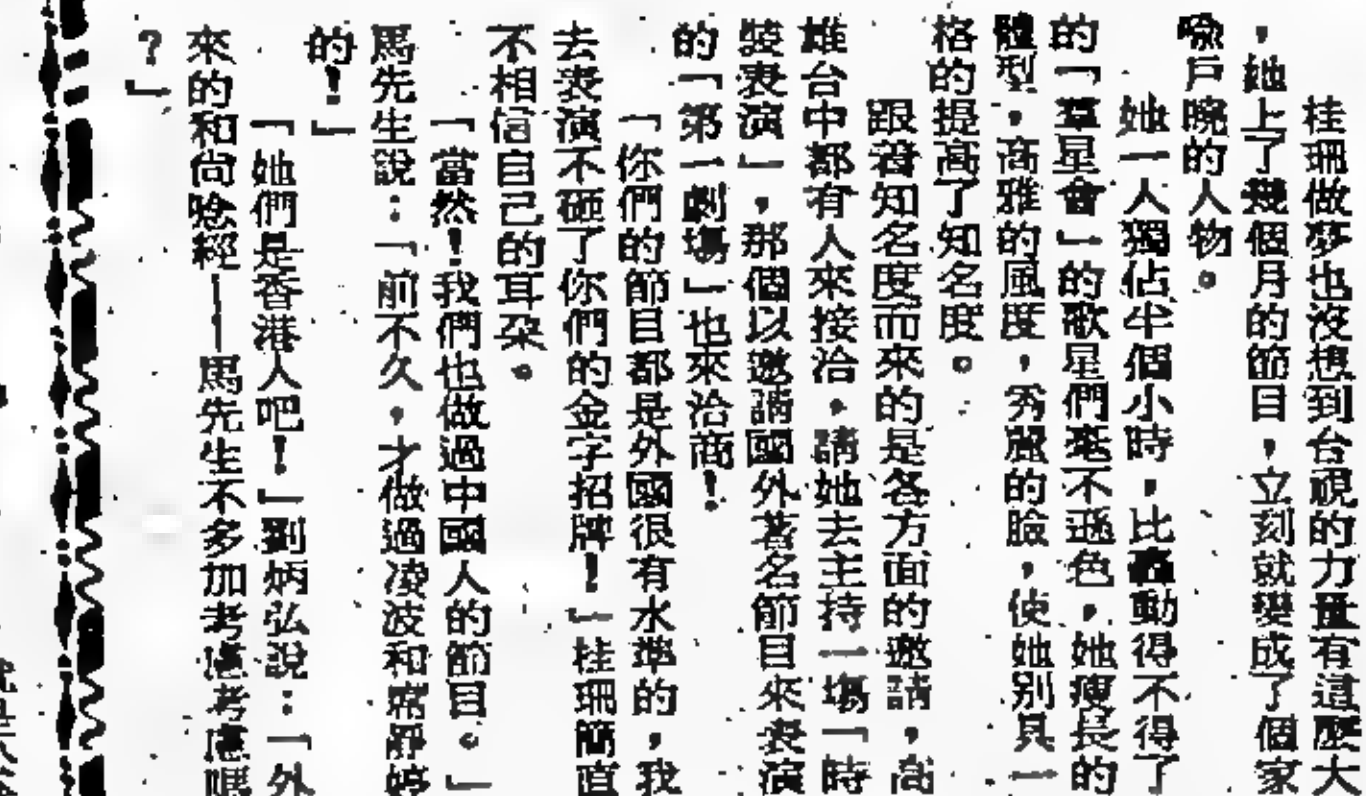 桂珊做夢也沒想到台視的力量有這麼大
，她上了幾個月的節目，立刻就變成了個家
喻戶曉的人物。
她一人獨佔半個小時，比轟動得不得了
的「羣星會」的歌星們毫不遜色，她瘦長的
體型，高雅的風度，秀麗的臉，使她別具一
格的提高了知名度。
跟着知名度而來的是各方面的邀請，高
雄台中都有人來接洽，請她去主持一場「時
裝表演」，那個以邀請國外著名節目來表演
的「第一劇場」也來洽商！
「你們的節目都是外國很有水準的，我
去表演不砸了你們的金字招牌！」桂珊簡直
不相信自己的耳朵。
「當然！我們也做過中國人的節目。」
馬先生說：「前不久，才做過凌波和席靜婷
的！」
「她們是香港人吧！」劉炳弘說：「外
來的和尚唸經——馬先生不多加考慮考慮嗎
？」